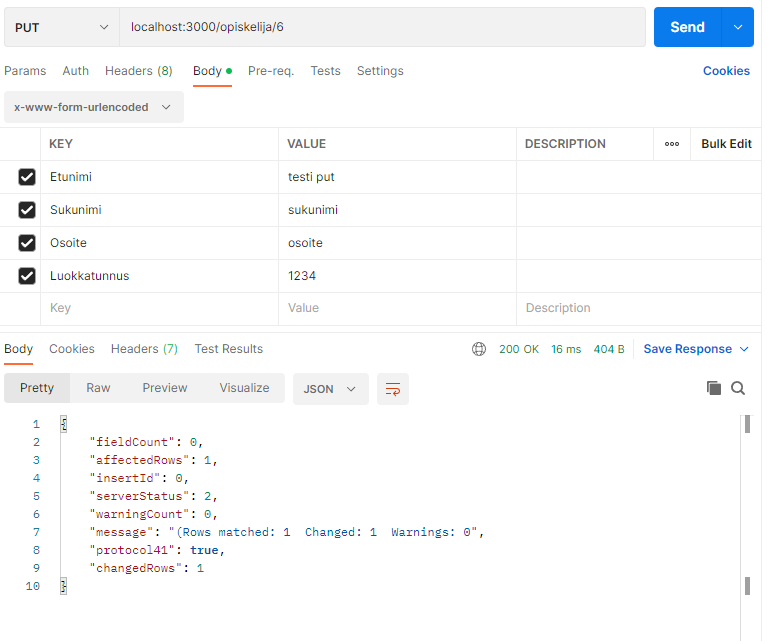 PUT localhost:3000/opiskelija/6 Send
Params Auth Headers (8) Body Pre-req. Tests Settings Cookies
x-www-form-urlencoded
KEY VALUE DESCRIPTION Bulk Edit
Etunimi testi put
Sukunimi sukunimi
Osoite osoite
Luokkatunnus 1234
Key Value Description
Body Cookies Headers (7) Test Results 200 OK 16 ms 404 B Save Response
Pretty Raw Preview Visualize JSON
1 {
2 "fieldCount": 0,
3 "affectedRows": 1,
4 "insertId": 0,
5 "serverStatus": 2,
6 "warningCount": 0,
7 "message": "(Rows matched: 1  Changed: 1  Warnings: 0",
8 "protocol41": true,
9 "changedRows": 1
10 }